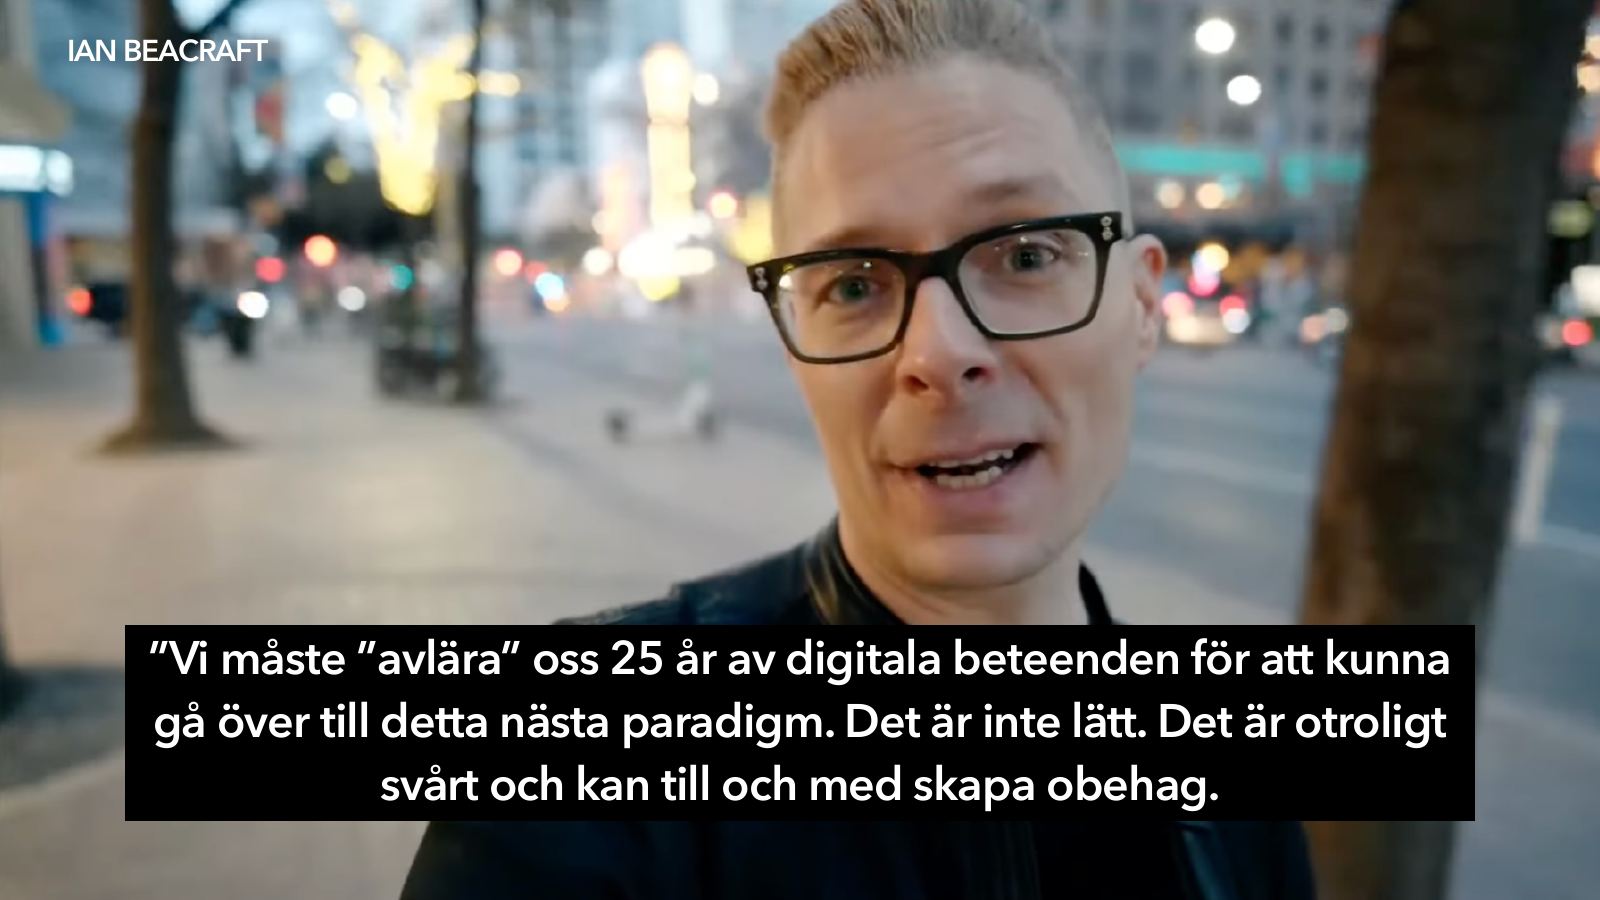 IAN BEACRAFT
”Vi måste ”avlära” oss 25 år av digitala beteenden för att kunna
gå över till detta nästa paradigm. Det är inte lätt. Det är otroligt
svårt och kan till och med skapa obehag.